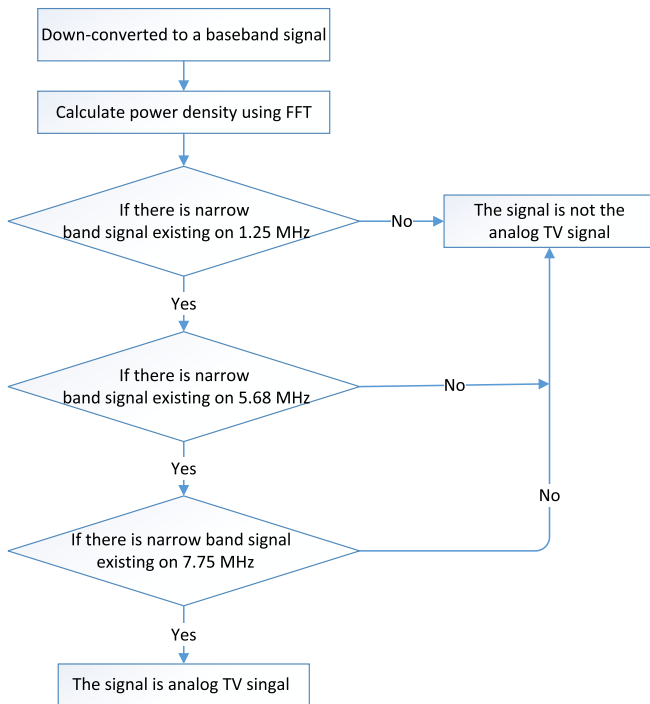 Down-converted to a baseband signal
Calculate power density using FFT
If there is narrow
band signal existing on 1.25 MHz
No
The signal is not the
analog TV signal
Yes
If there is narrow
band signal existing on 5.68 MHz
No
Yes
If there is narrow band signal
existing on 7.75 MHz
No
Yes
The signal is analog TV singal